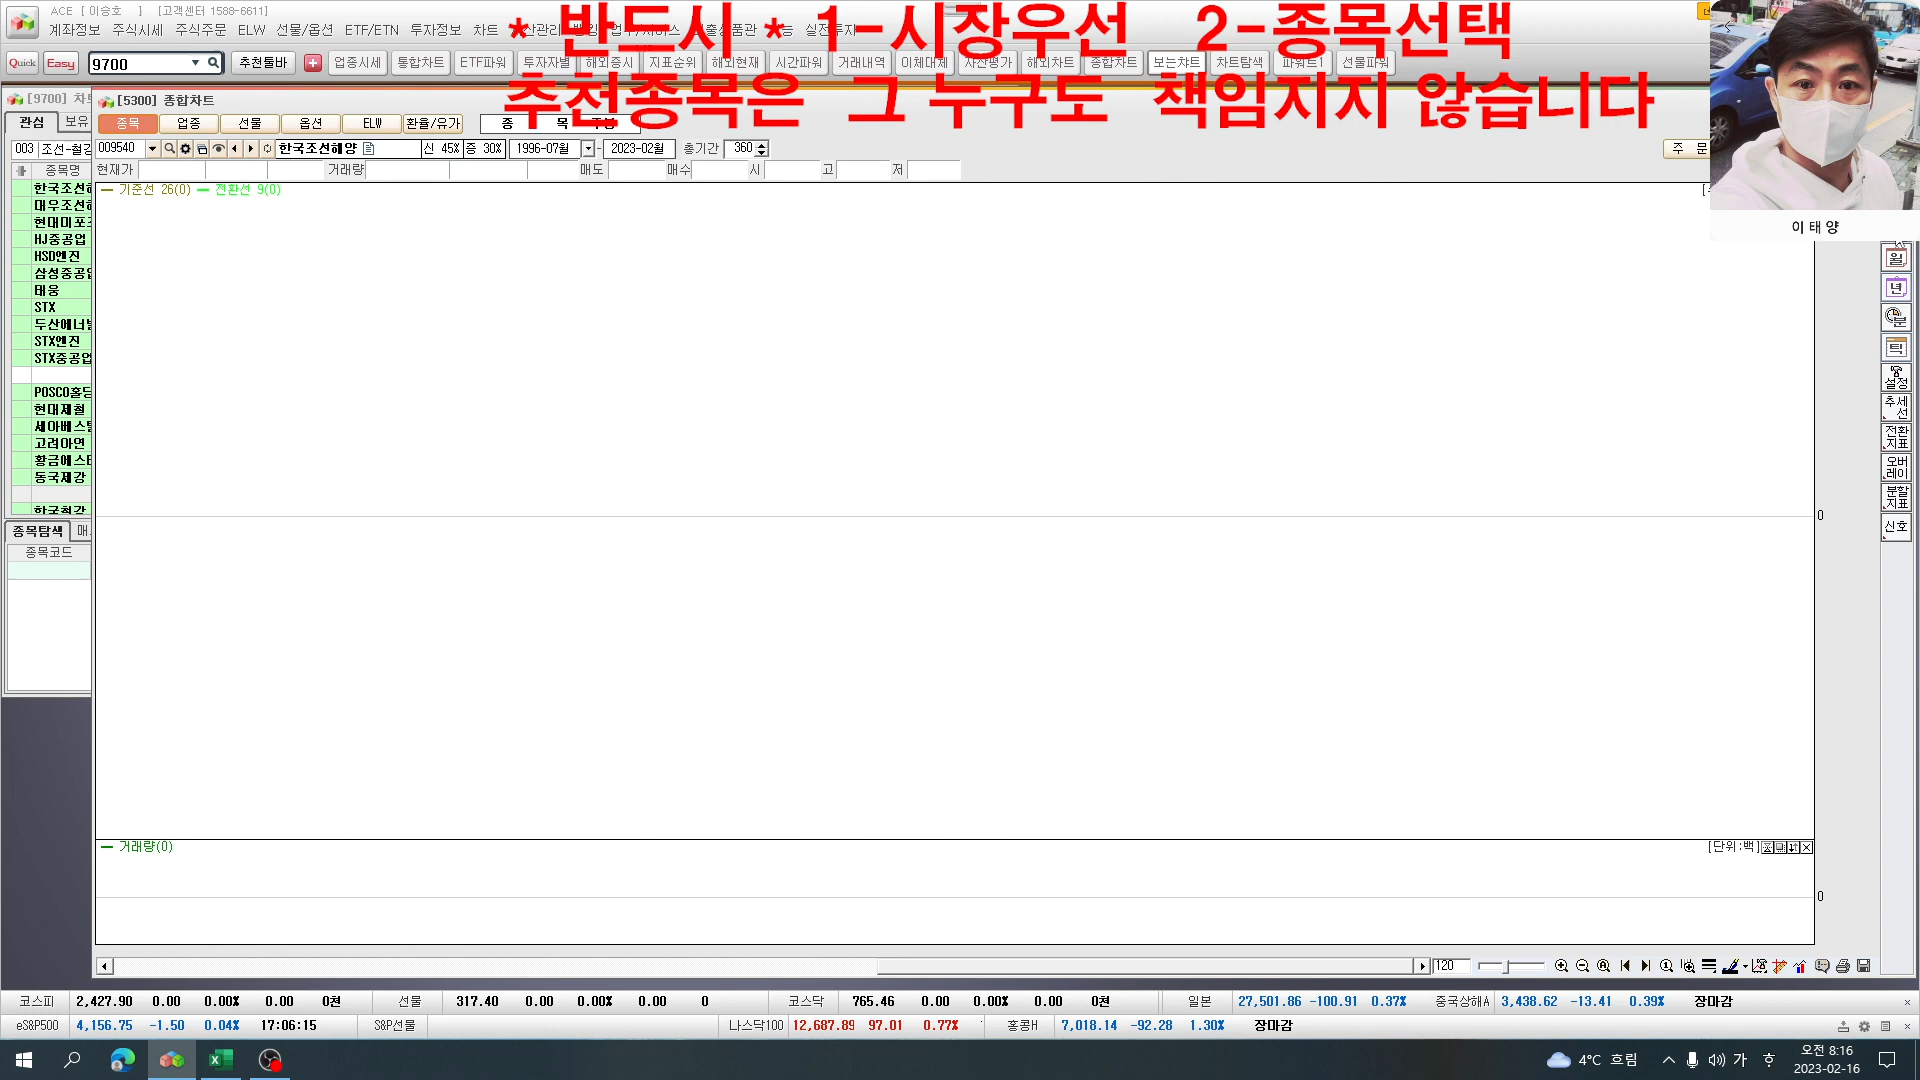 ACE [ 이승호 ] [고객센터 1588-6611]
* 반드시 * 1-시장우선 2-종목선택
계좌정보 주식시세 주식주문 ELW 선물/옵션 ETF/ETN 투자정보 차트 실전투자
Quick Easy 9700 추천툴바 업종시세 통합차트 ETF파워 투자자별 해외증시 지표순위 해외현재 시간파워 거래내역 이체대체 자산평가 해외차트 종합차트 보는차트 차트탐색 파워트1 선물파워
추천종목은 그 누구도 책임지지 않습니다
[9700] 차트
[5300] 종합차트
관심 보유
종목 업종 선물 옵션 ELW 환율/유가
003 조선-철강
009540 한국조선해양 신 45% 증 30% 1996-07월 - 2023-02월 총기간 360 주 문
종목명
현재가 거래량 매도 매수 시 고 저
기준선 26(0) 전환선 9(0)
이 태 양
한국조선해
대우조선해
현대미포조
HJ중공업
HSD엔진
삼성중공업
태웅
STX
두산에너빌
STX엔진
STX중공업
POSCO홀딩
현대제철
세아베스틸
고려아연
황금에스티
동국제강
한국철강
종목탐색 매
종목코드
월
년
분
틱
설정
추세선
전환지표
오버레이
분할지표
신호
0
거래량(0) [단위:백]
0
120
코스피 2,427.90 0.00 0.00% 0.00 0천 선물 317.40 0.00 0.00% 0.00 0 코스닥 765.46 0.00 0.00% 0.00 0천 일본 27,501.86 -100.91 0.37% 중국상해A 3,438.62 -13.41 0.39% 장마감
eS&P500 4,156.75 -1.50 0.04% 17:06:15 S&P선물 나스닥100 12,687.89 97.01 0.77% 홍콩H 7,018.14 -92.28 1.30% 장마감
4°C 흐림 가 오전 8:16
2023-02-16